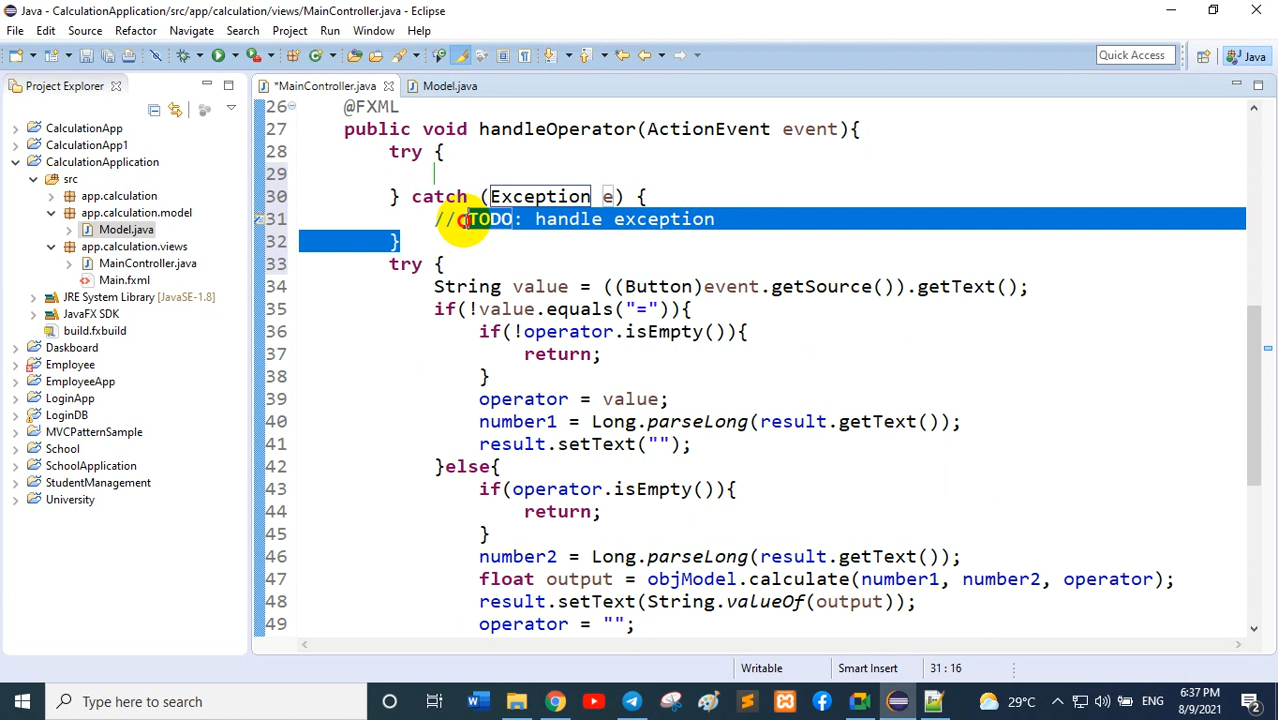 Java - CalculationApplication/src/app/calculation/views/MainController.java - Eclipse
File Edit Source Refactor Navigate Search Project Run Window Help
Quick Access
Java
Project Explorer
*MainController.java
Model.java
CalculationApp
CalculationApp1
CalculationApplication
src
app.calculation
app.calculation.model
Model.java
app.calculation.views
MainController.java
Main.fxml
JRE System Library [JavaSE-1.8]
JavaFX SDK
build.fxbuild
Daskboard
Employee
EmployeeApp
LoginApp
LoginDB
MVCPatternSample
School
SchoolApplication
StudentManagement
University
26 @FXML
27 public void handleOperator(ActionEvent event){
28 try {
29
30 } catch (Exception e) {
31 // TODO: handle exception
32 }
33 try {
34 String value = ((Button)event.getSource()).getText();
35 if(!value.equals("=")){
36 if(!operator.isEmpty()){
37 return;
38 }
39 operator = value;
40 number1 = Long.parseLong(result.getText());
41 result.setText("");
42 }else{
43 if(operator.isEmpty()){
44 return;
45 }
46 number2 = Long.parseLong(result.getText());
47 float output = objModel.calculate(number1, number2, operator);
48 result.setText(String.valueOf(output));
49 operator = "";
Writable Smart Insert 31 : 16
Type here to search
29°C ENG 6:37 PM
8/9/2021
2